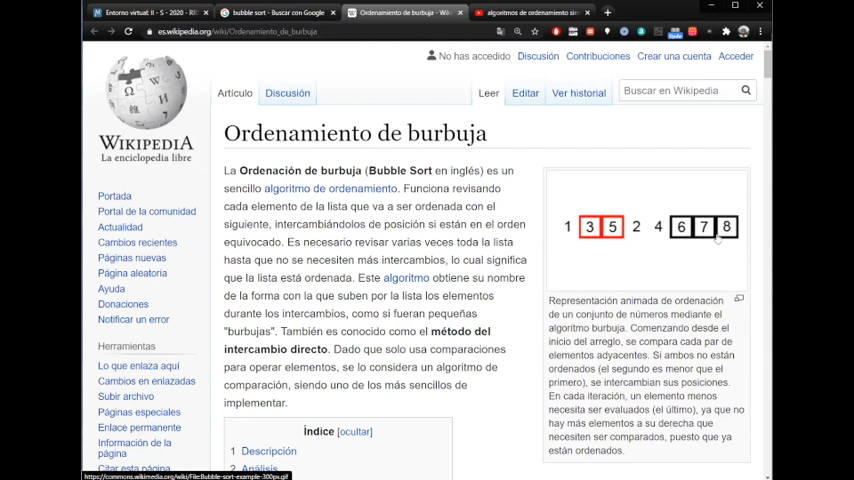 Entorno virtual: II - S - 2020 -
bubble sort - Buscar con Google
Ordenamiento de burbuja - Wikip
algoritmos de ordenamiento sim
es.wikipedia.org/wiki/Ordenamiento_de_burbuja
No has accedido Discusión Contribuciones Crear una cuenta Acceder
Artículo Discusión Leer Editar Ver historial Buscar en Wikipedia
WIKIPEDIA
La enciclopedia libre
Portada
Portal de la comunidad
Actualidad
Cambios recientes
Páginas nuevas
Página aleatoria
Ayuda
Donaciones
Notificar un error
Herramientas
Lo que enlaza aquí
Cambios en enlazadas
Subir archivo
Páginas especiales
Enlace permanente
Información de la
página
Citar esta página
Ordenamiento de burbuja
La Ordenación de burbuja (Bubble Sort en inglés) es un
sencillo algoritmo de ordenamiento. Funciona revisando
cada elemento de la lista que va a ser ordenada con el
siguiente, intercambiándolos de posición si están en el orden
equivocado. Es necesario revisar varias veces toda la lista
hasta que no se necesiten más intercambios, lo cual significa
que la lista está ordenada. Este algoritmo obtiene su nombre
de la forma con la que suben por la lista los elementos
durante los intercambios, como si fueran pequeñas
"burbujas". También es conocido como el método del
intercambio directo. Dado que solo usa comparaciones
para operar elementos, se lo considera un algoritmo de
comparación, siendo uno de los más sencillos de
implementar.
Índice [ocultar]
1 Descripción
2 Análisis
1 3 5 2 4 6 7 8
Representación animada de ordenación
de un conjunto de números mediante el
algoritmo burbuja. Comenzando desde el
inicio del arreglo, se compara cada par de
elementos adyacentes. Si ambos no están
ordenados (el segundo es menor que el
primero), se intercambian sus posiciones.
En cada iteración, un elemento menos
necesita ser evaluados (el último), ya que no
hay más elementos a su derecha que
necesiten ser comparados, puesto que ya
están ordenados.
https://commons.wikimedia.org/wiki/File:Bubble-sort-example-300px.gif